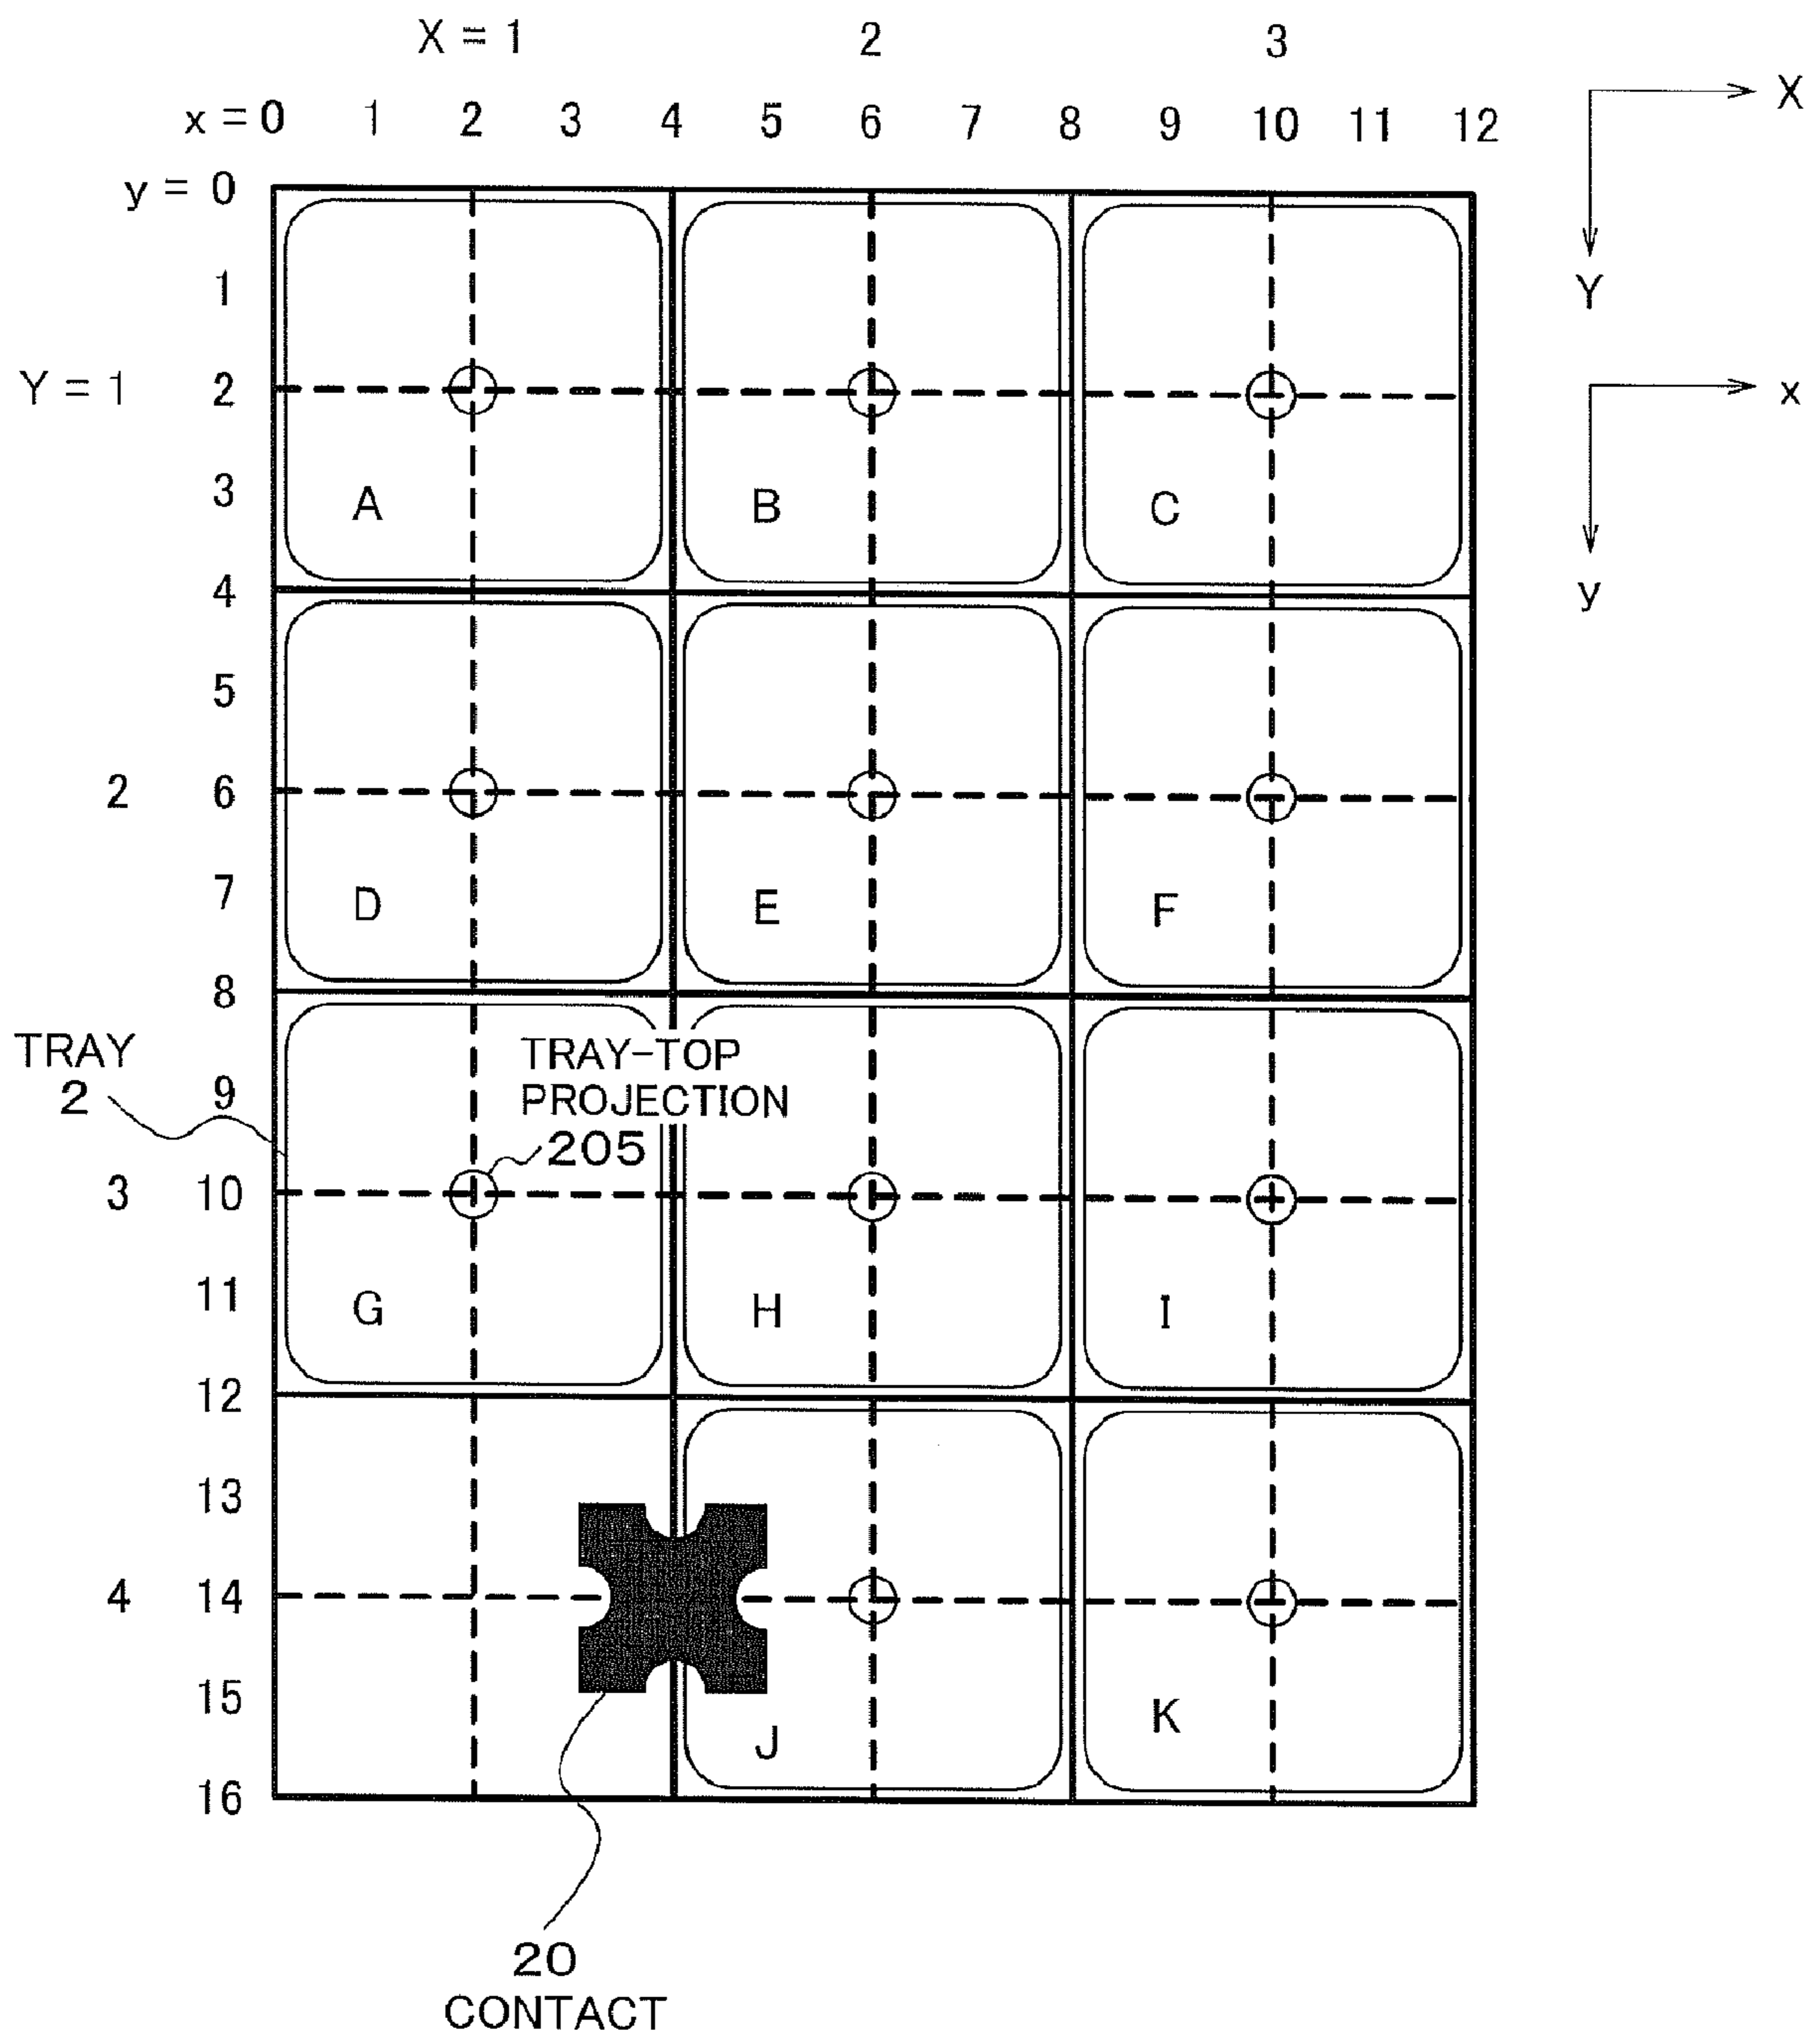 X = 1 2 3
x = 0 1 2 3 4 5 6 7 8 9 10 11 12
X
Y
y = 0
1
Y = 1 2
3
A B C
4
x
y
5
2 6
7
D E F
8
TRAY
2
TRAY-TOP
PROJECTION
205
9
3 10
11
G H I
12
13
4 14
15
J K
16
20
CONTACT